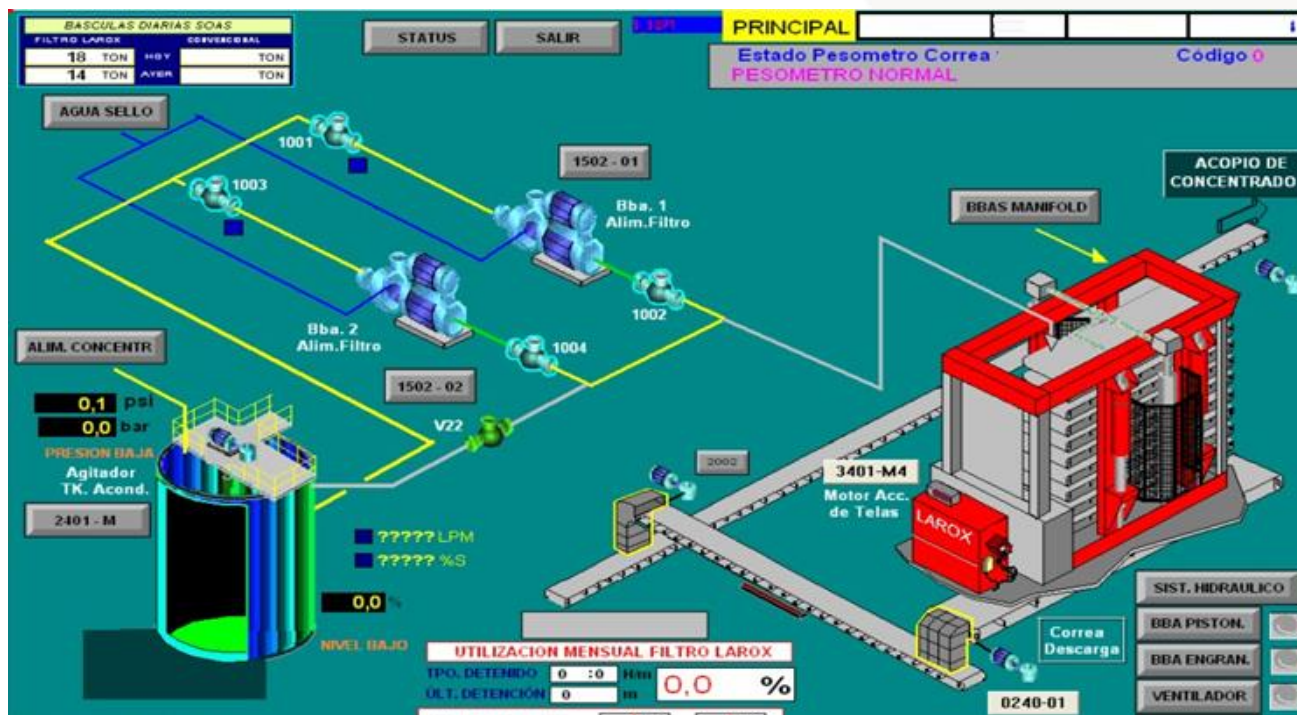 BASCULAS DIARIAS SOAS
FILTRO LAROX CONVENCIONAL
18 TON HOY TON
14 TON AYER TON
STATUS
SALIR
PRINCIPAL
Estado Pesometro Correa
Código 0
PESOMETRO NORMAL
AGUA SELLO
1001
1502 - 01
ACOPIO DE
CONCENTRADO
1003
Bba. 1
Alim.Filtro
BBAS MANIFOLD
1002
Bba. 2
Alim.Filtro
1004
ALIM. CONCENTR
1502 - 02
0,1 psi
0,0 bar
V22
PRESION BAJA
Agitador
TK. Acond.
2002
3401-M4
Motor Acc.
de Telas
2401 - M
LAROX
????? LPM
????? %S
0,0 %
SIST. HIDRAULICO
NIVEL BAJO
BBA PISTON.
Correa
Descarga
UTILIZACION MENSUAL FILTRO LAROX
BBA ENGRAN.
TPO. DETENIDO 0 :0 H/m
0,0 %
ÚLT. DETENCIÓN 0 m
0240-01
VENTILADOR